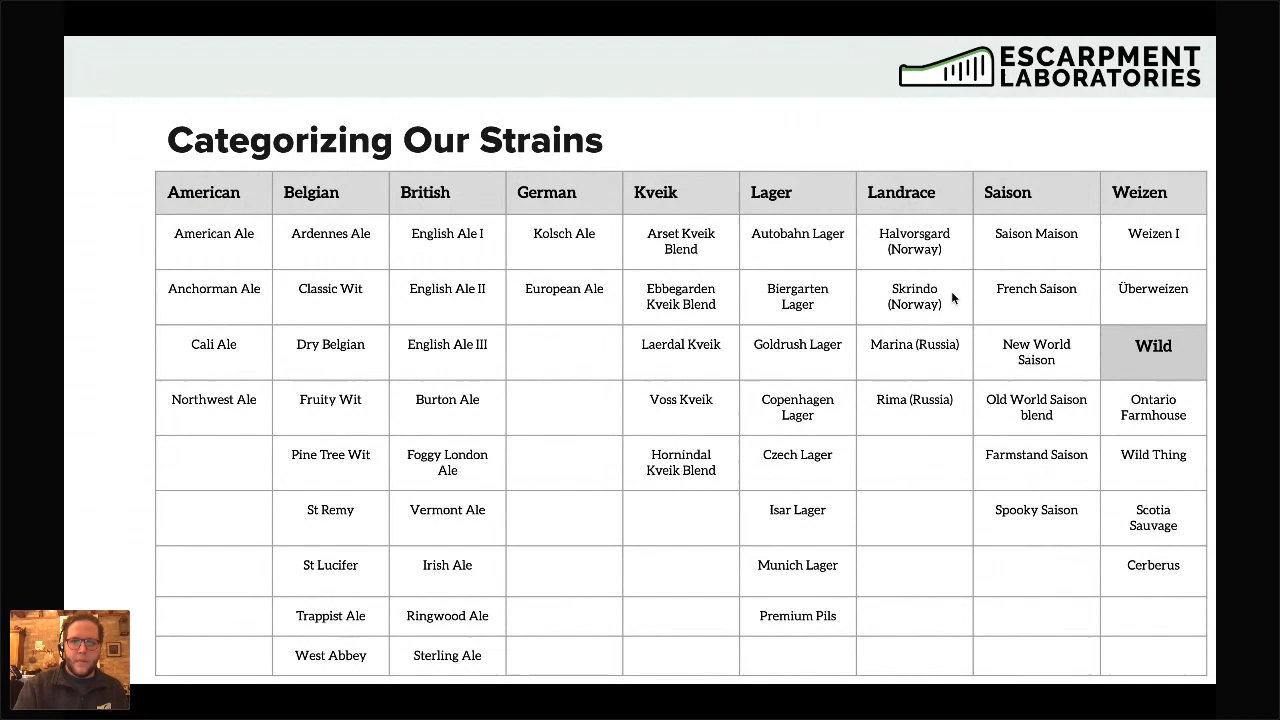 ESCARPMENT
LABORATORIES
Categorizing Our Strains
American Belgian British German Kveik Lager Landrace Saison Weizen
American Ale Ardennes Ale English Ale I Kolsch Ale Arset Kveik Blend Autobahn Lager Halvorsgard (Norway) Saison Maison Weizen I
Anchorman Ale Classic Wit English Ale II European Ale Ebbegarden Kveik Blend Biergarten Lager Skrindo (Norway) French Saison Überweizen
Cali Ale Dry Belgian English Ale III Laerdal Kveik Goldrush Lager Marina (Russia) New World Saison Wild
Northwest Ale Fruity Wit Burton Ale Voss Kveik Copenhagen Lager Rima (Russia) Old World Saison blend Ontario Farmhouse
Pine Tree Wit Foggy London Ale Hornindal Kveik Blend Czech Lager Farmstand Saison Wild Thing
St Remy Vermont Ale Isar Lager Spooky Saison Scotia Sauvage
St Lucifer Irish Ale Munich Lager Cerberus
Trappist Ale Ringwood Ale Premium Pils
West Abbey Sterling Ale